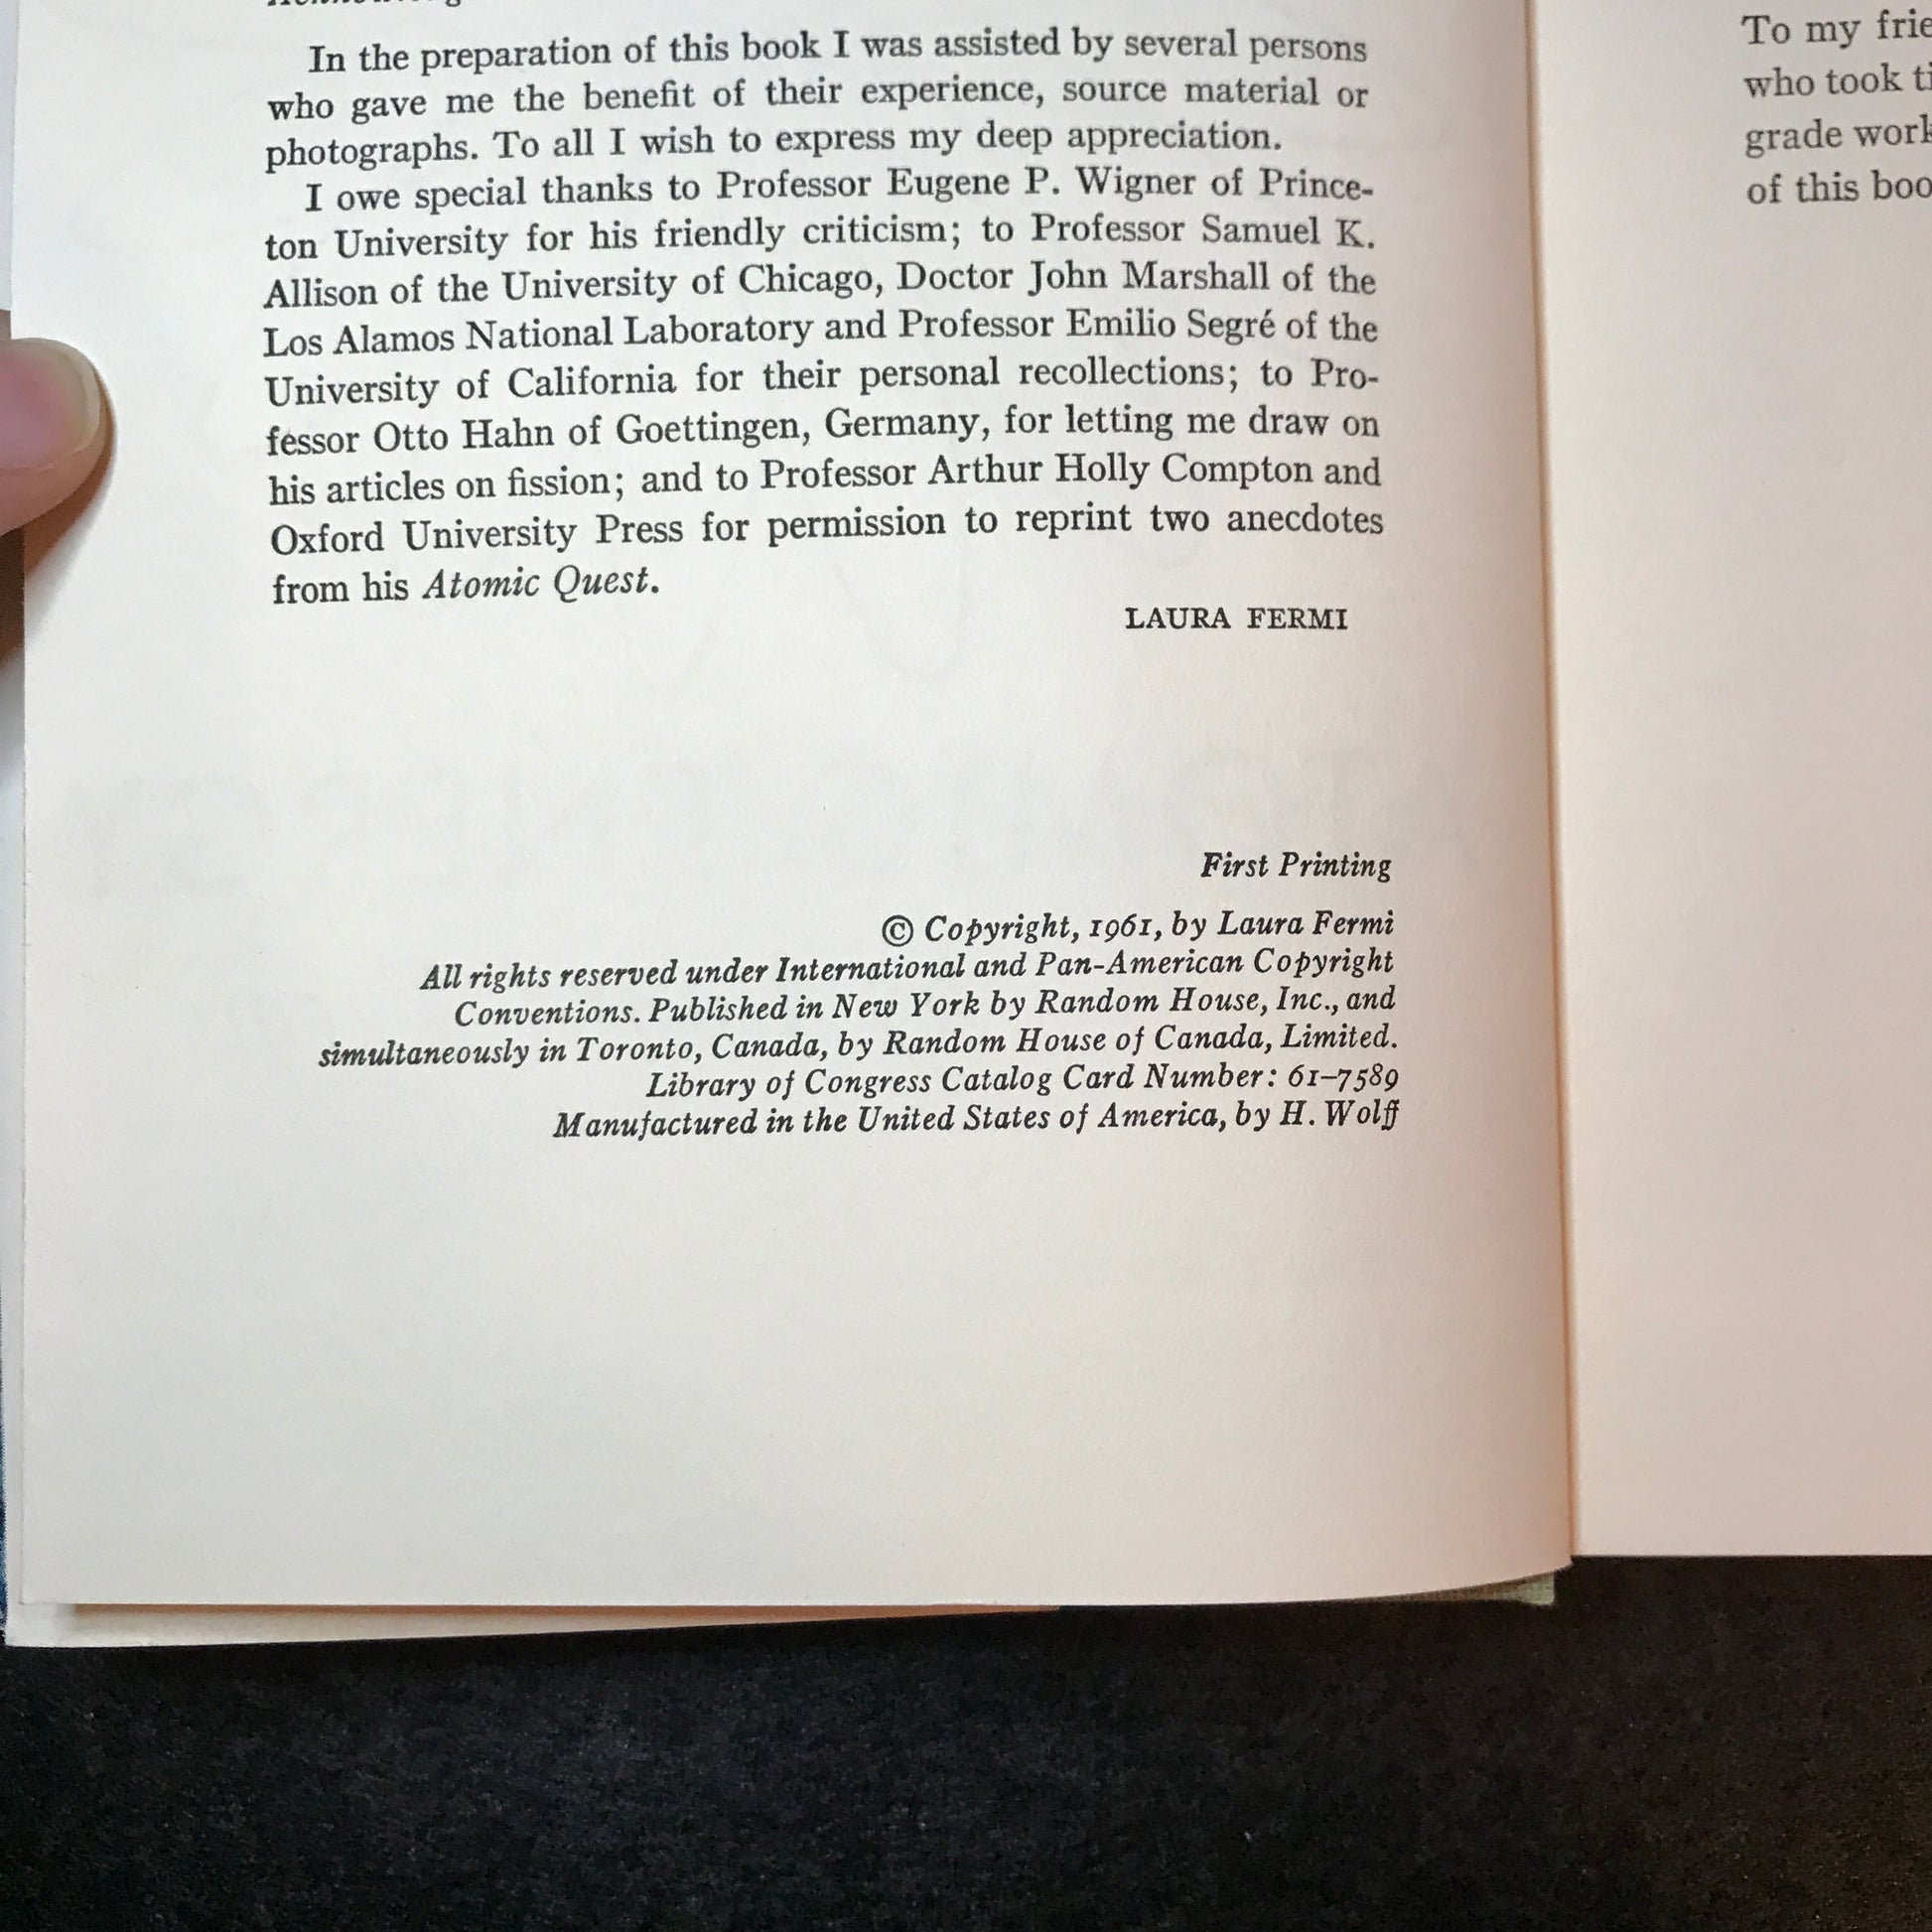 In the preparation of this book I was assisted by several persons
who gave me the benefit of their experience, source material or
photographs. To all I wish to express my deep appreciation.
I owe special thanks to Professor Eugene P. Wigner of Prince-
ton University for his friendly criticism; to Professor Samuel K.
Allison of the University of Chicago, Doctor John Marshall of the
Los Alamos National Laboratory and Professor Emilio Segré of the
University of California for their personal recollections; to Pro-
fessor Otto Hahn of Goettingen, Germany, for letting me draw on
his articles on fission; and to Professor Arthur Holly Compton and
Oxford University Press for permission to reprint two anecdotes
from his Atomic Quest.
LAURA FERMI
First Printing
© Copyright, 1961, by Laura Fermi
All rights reserved under International and Pan-American Copyright
Conventions. Published in New York by Random House, Inc., and
simultaneously in Toronto, Canada, by Random House of Canada, Limited.
Library of Congress Catalog Card Number: 61–7589
Manufactured in the United States of America, by H. Wolff
To my frie
who took ti
grade work
of this boo